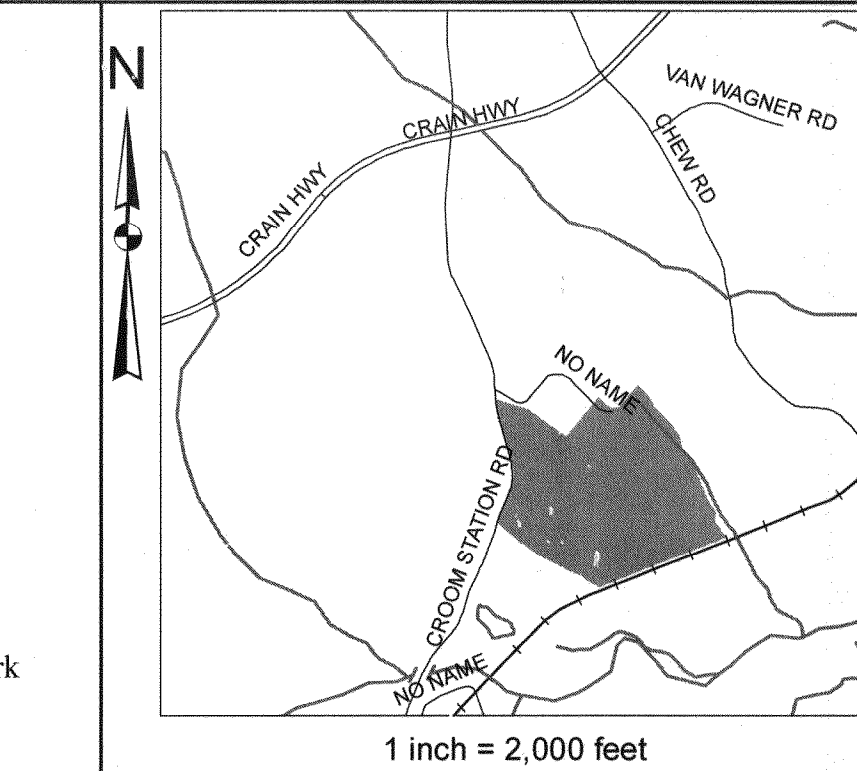 N
VAN WAGNER RD
CRAIN HWY
CHEW RD
CRAIN HWY
NO NAME
CROOM STATION RD
rk
NO NAME
1 inch = 2,000 feet